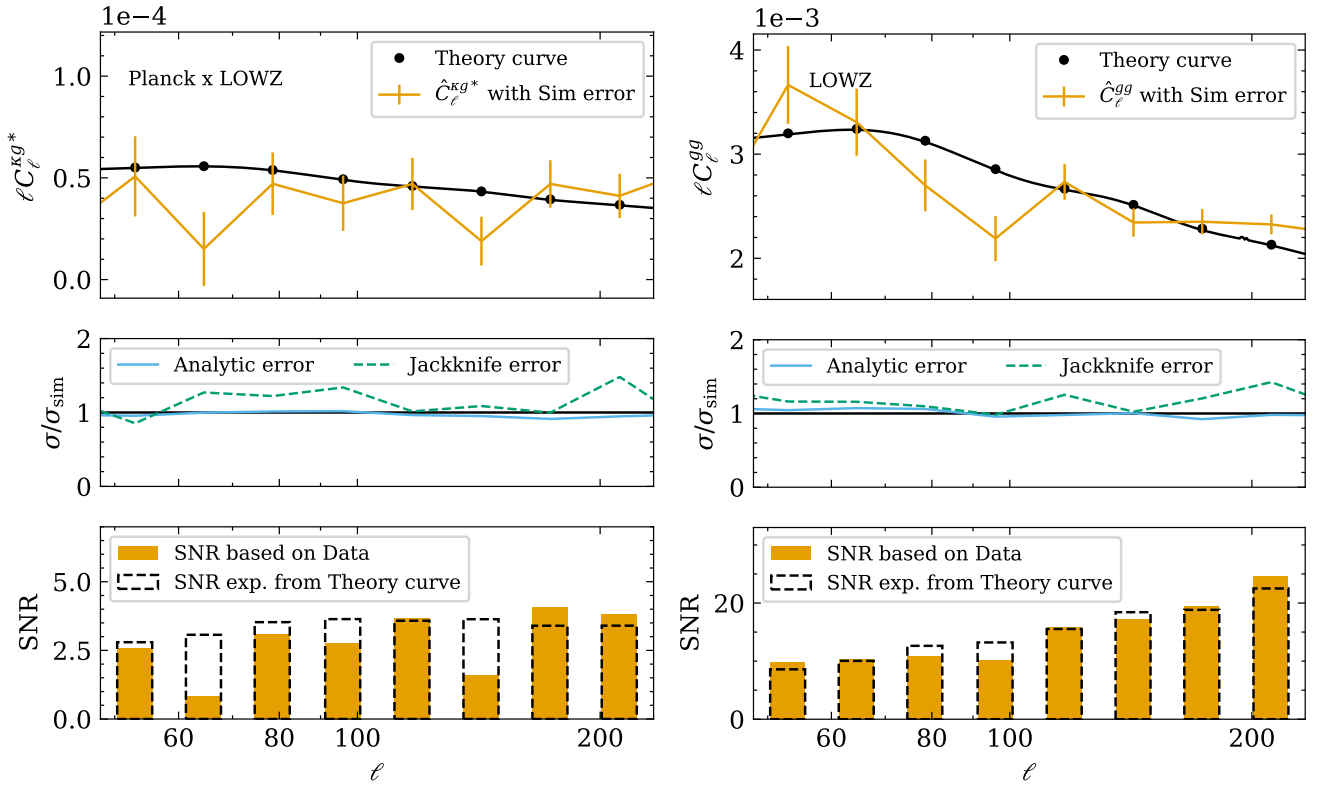 1e−4
ℓC_ℓ^{κg*}
1.0
0.5
0.0
Planck x LOWZ
Theory curve
Ĉ_ℓ^{κg*} with Sim error
1e−3
ℓC_ℓ^{gg}
4
3
2
LOWZ
Theory curve
Ĉ_ℓ^{gg} with Sim error
σ/σ_sim
2
1
0
Analytic error
Jackknife error
σ/σ_sim
2
1
0
Analytic error
Jackknife error
SNR
5.0
2.5
0.0
SNR based on Data
SNR exp. from Theory curve
60 80 100 200
ℓ
SNR
20
0
SNR based on Data
SNR exp. from Theory curve
60 80 100 200
ℓ